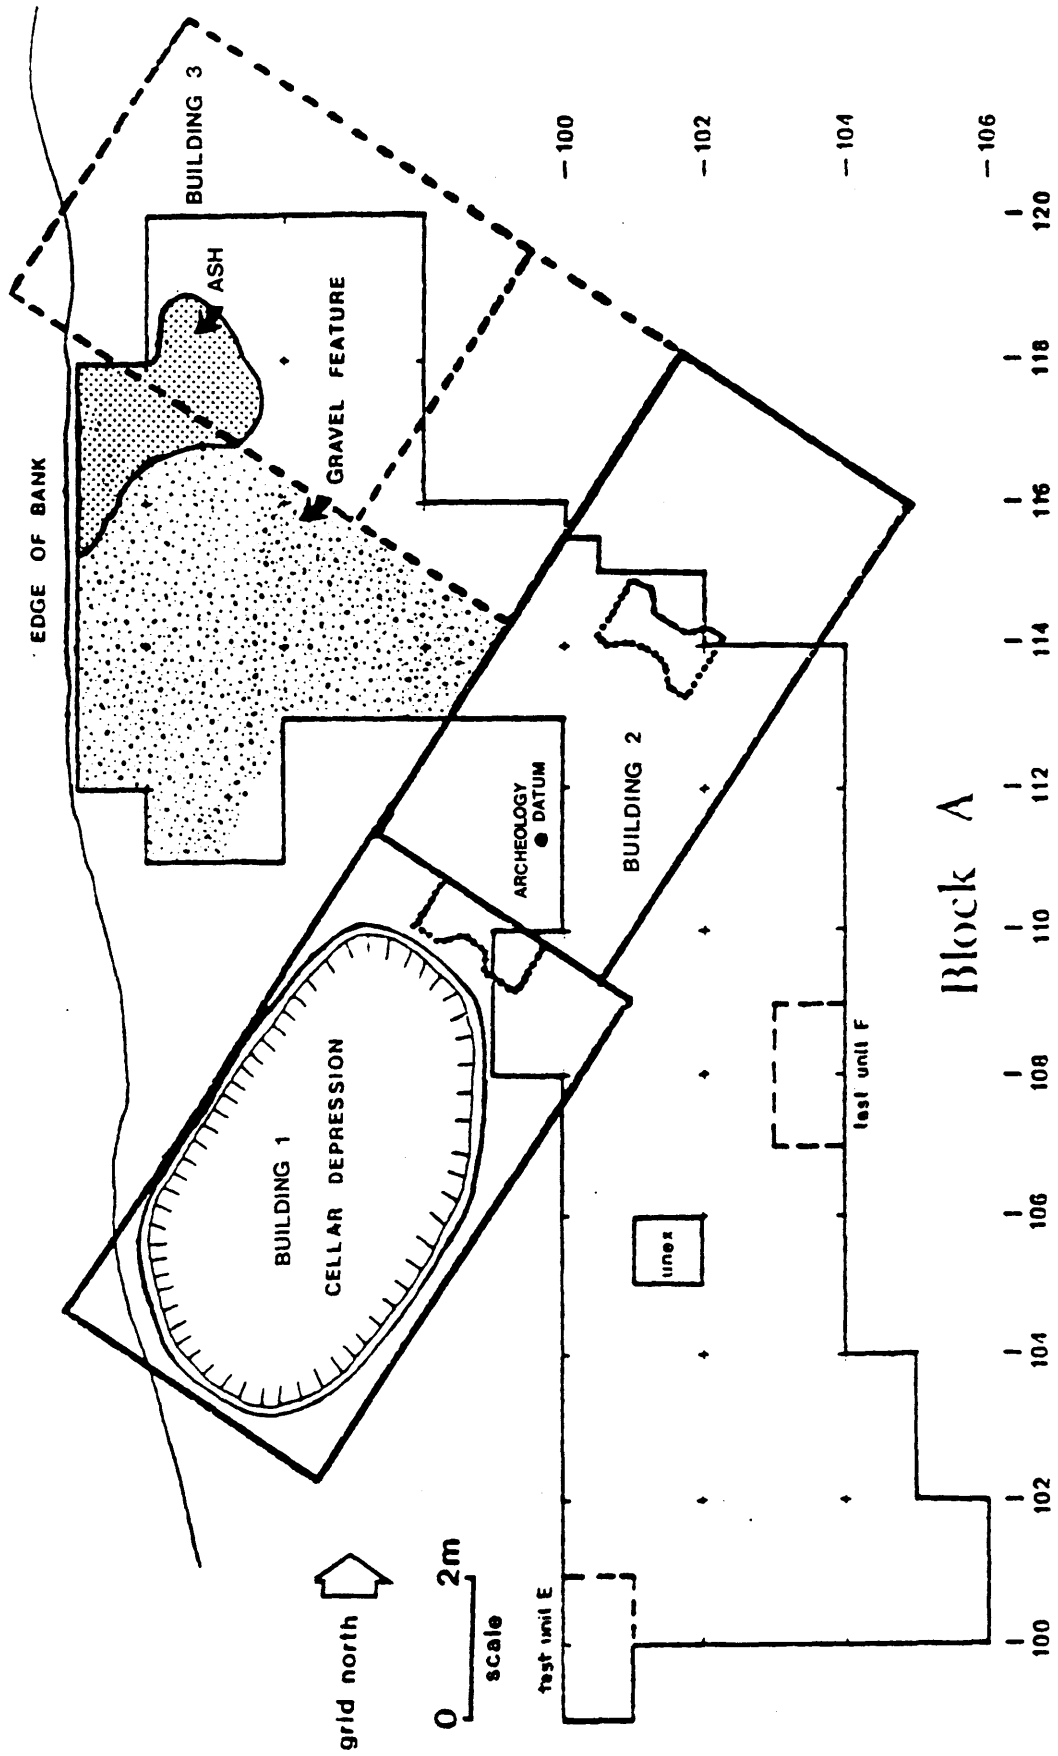 EDGE OF BANK
BUILDING 3
ASH
GRAVEL FEATURE
BUILDING 1
CELLAR DEPRESSION
ARCHEOLOGY
DATUM
BUILDING 2
unex
test unit F
test unit E
grid north
0 2m
scale
Block A
-100
-102
-104
-106
100
102
104
106
108
110
112
114
116
118
120